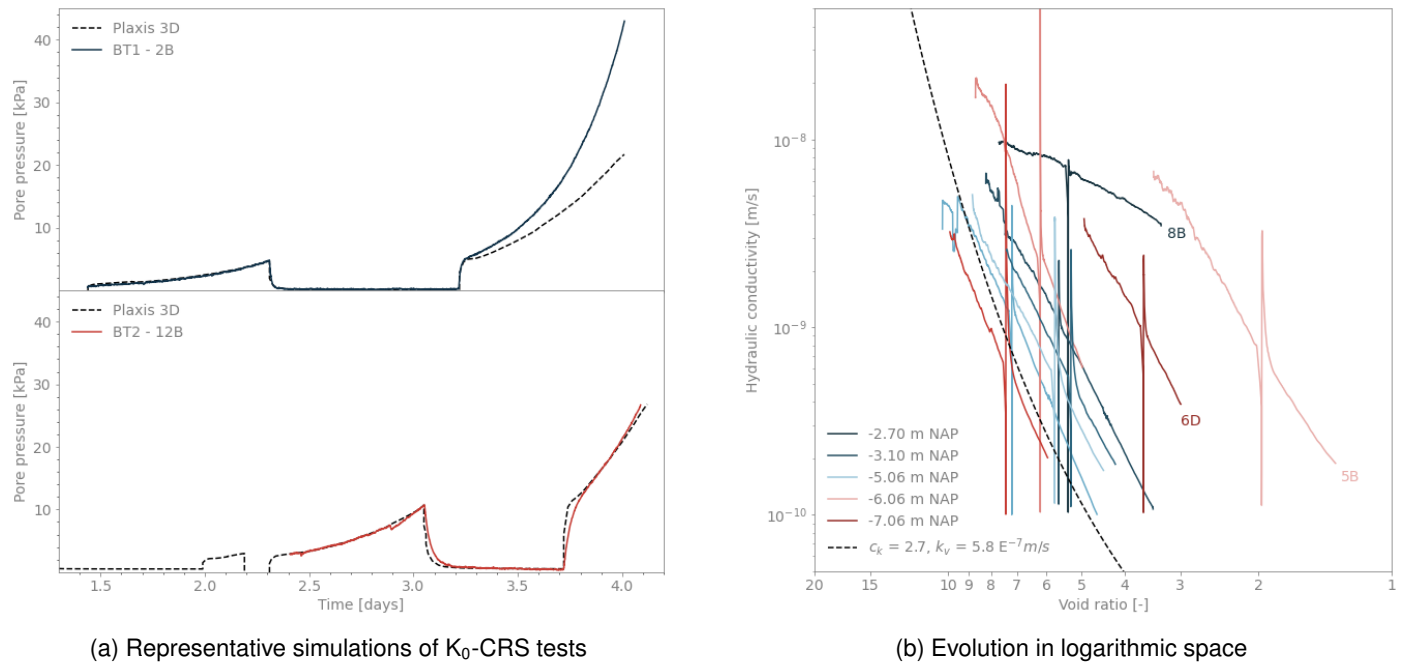 40
30
20
10
Pore pressure [kPa]
Plaxis 3D
BT1 - 2B
40
30
20
10
Pore pressure [kPa]
Plaxis 3D
BT2 - 12B
1.5 2.0 2.5 3.0 3.5 4.0
Time [days]
(a) Representative simulations of K₀-CRS tests
10⁻⁸
10⁻⁹
10⁻¹⁰
Hydraulic conductivity [m/s]
8B
6D
5B
-2.70 m NAP
-3.10 m NAP
-5.06 m NAP
-6.06 m NAP
-7.06 m NAP
cₖ = 2.7, kᵥ = 5.8 E⁻⁷m/s
20 15 10 9 8 7 6 5 4 3 2 1
Void ratio [-]
(b) Evolution in logarithmic space